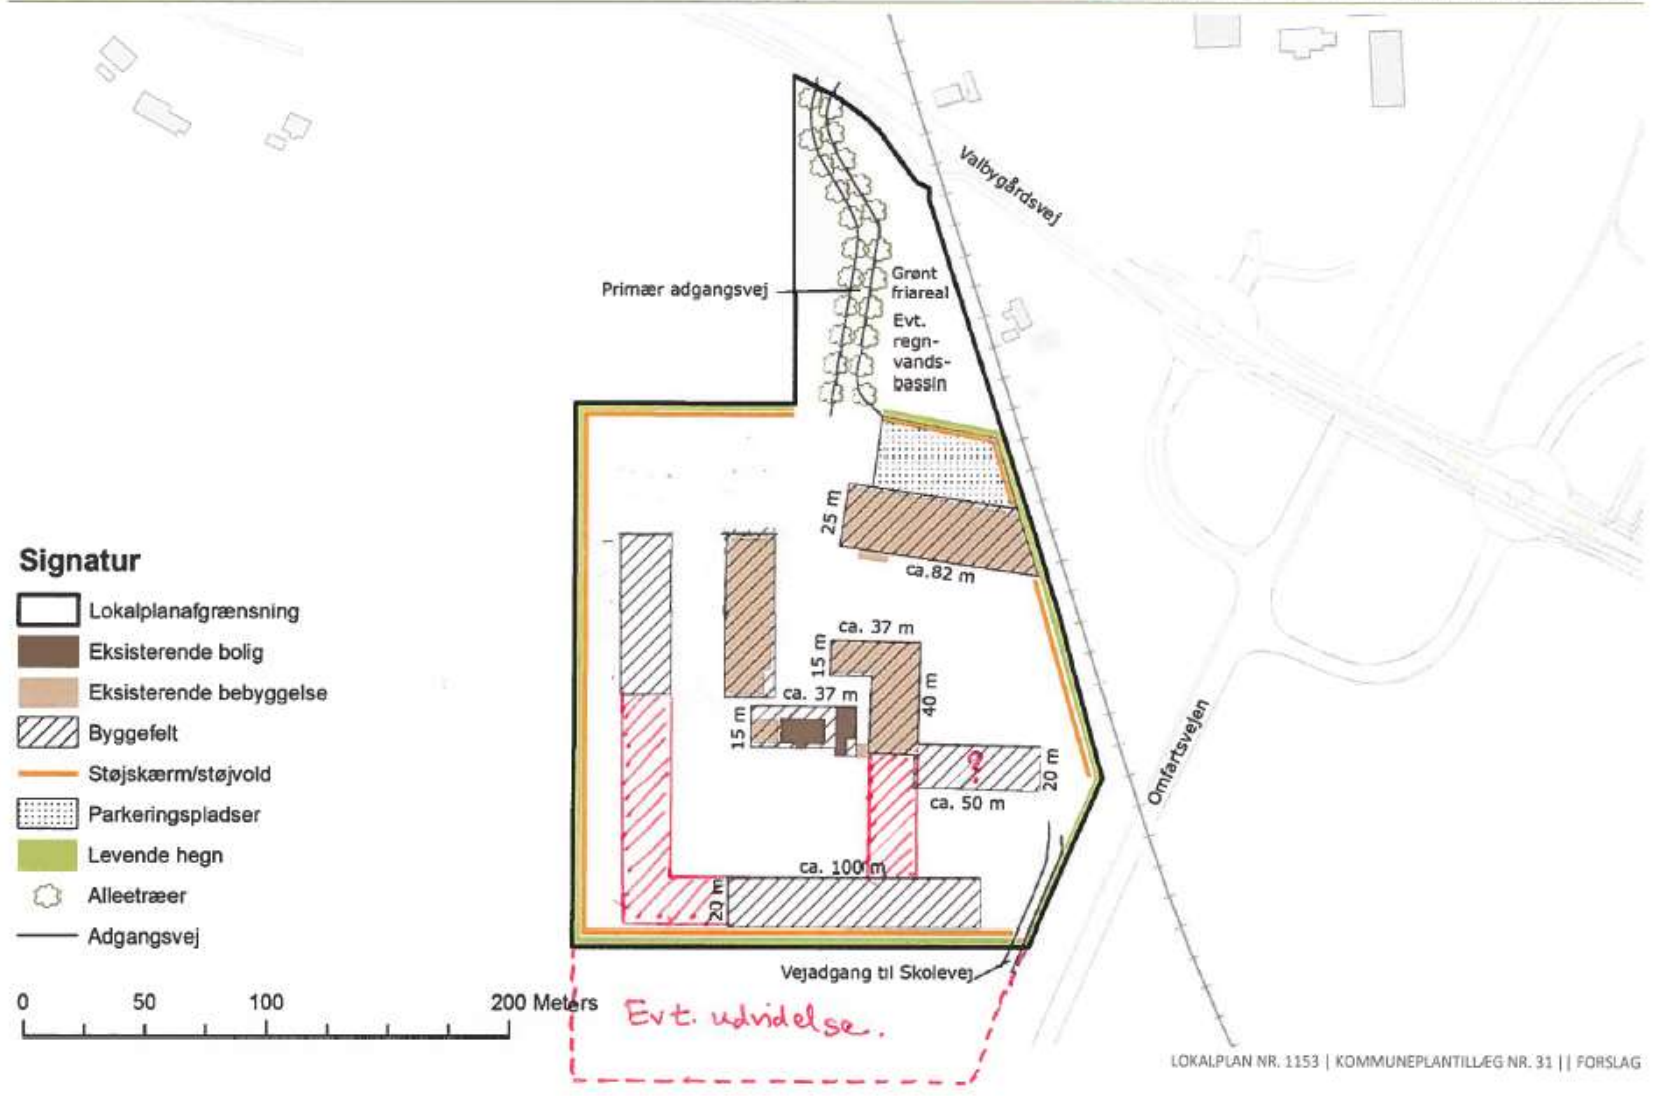 Valbygårdsvej
Primær adgangsvej
Grønt
friareal
Evt.
regn-
vands-
bassin
25 m
ca.82 m
ca. 37 m
15 m
40 m
ca. 37 m
15 m
20 m
ca. 50 m
ca. 100 m
20 m
Omfartsvejen
Vejadgang til Skolevej
Evt. udvidelse.
Signatur
Lokalplanafgrænsning
Eksisterende bolig
Eksisterende bebyggelse
Byggefelt
Støjskærm/støjvold
Parkeringspladser
Levende hegn
Alleetræer
Adgangsvej
0 50 100 200 Meters
LOKALPLAN NR. 1153 | KOMMUNEPLANTILLÆG NR. 31 || FORSLAG